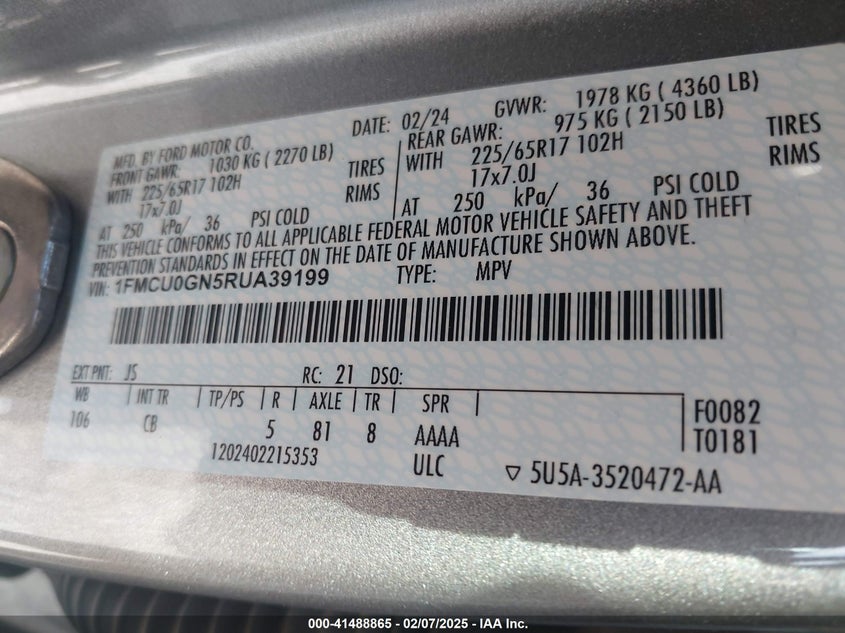 MFD. BY FORD MOTOR CO.
DATE: 02/24 GVWR: 1978 KG ( 4360 LB)
FRONT GAWR: 1030 KG ( 2270 LB)
REAR GAWR: 975 KG ( 2150 LB)
WITH 225/65R17 102H TIRES
WITH 225/65R17 102H TIRES
17x7.0J RIMS
17x7.0J RIMS
AT 250 kPa/ 36 PSI COLD
AT 250 kPa/ 36 PSI COLD
THIS VEHICLE CONFORMS TO ALL APPLICABLE FEDERAL MOTOR VEHICLE SAFETY AND THEFT
PREVENTION STANDARDS IN EFFECT ON THE DATE OF MANUFACTURE SHOWN ABOVE.
VIN: 1FMCU0GN5RUA39199 TYPE: MPV
EXT PNT: JS RC: 21 DSO:
WB INT TR TP/PS R AXLE TR SPR
106 CB 5 81 8 AAAA
F0082
T0181
1202402215353 ULC
▽ 5U5A-3520472-AA
000-41488865 - 02/07/2025 - IAA Inc.